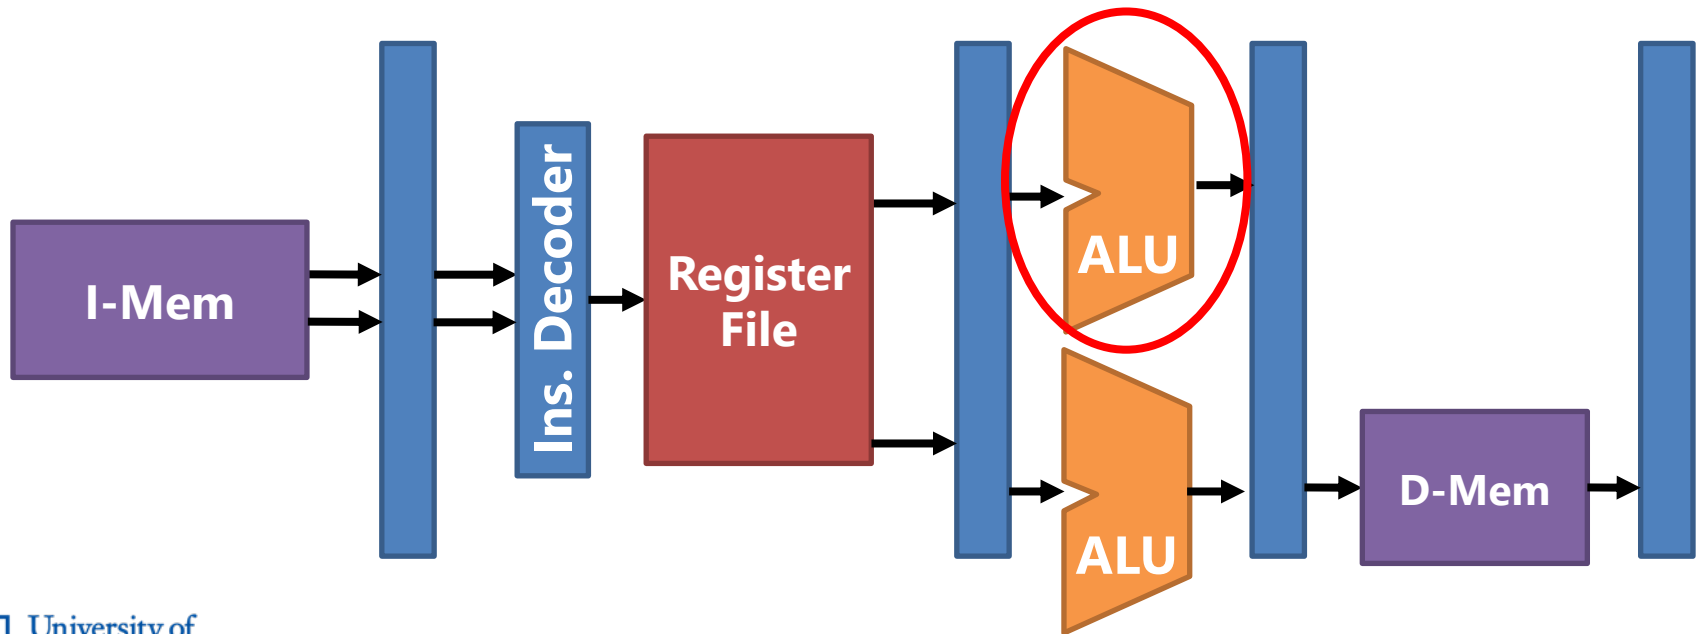 I-Mem
Ins. Decoder
Register
File
ALU
ALU
D-Mem
University of